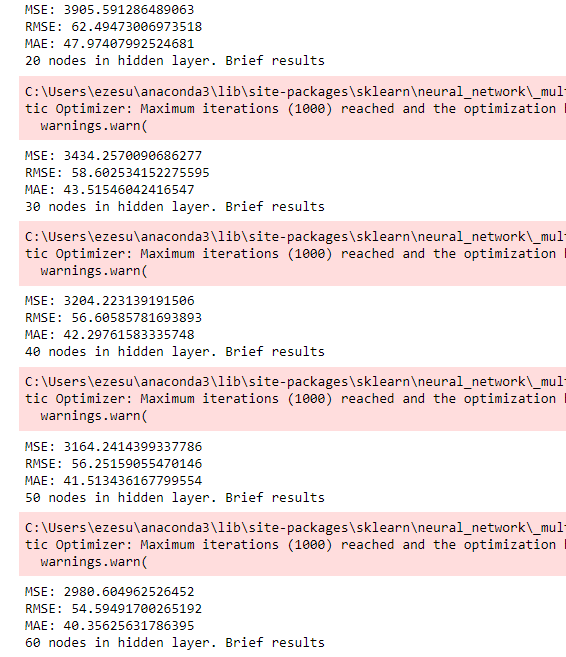 MSE: 3905.591286489063
RMSE: 62.49473006973518
MAE: 47.97407992524681
20 nodes in hidden layer. Brief results
C:\Users\ezesu\anaconda3\lib\site-packages\sklearn\neural_network\_mul
tic Optimizer: Maximum iterations (1000) reached and the optimization
warnings.warn(
MSE: 3434.2570090686277
RMSE: 58.602534152275595
MAE: 43.51546042416547
30 nodes in hidden layer. Brief results
C:\Users\ezesu\anaconda3\lib\site-packages\sklearn\neural_network\_mul
tic Optimizer: Maximum iterations (1000) reached and the optimization
warnings.warn(
MSE: 3204.223139191506
RMSE: 56.60585781693893
MAE: 42.29761583335748
40 nodes in hidden layer. Brief results
C:\Users\ezesu\anaconda3\lib\site-packages\sklearn\neural_network\_mul
tic Optimizer: Maximum iterations (1000) reached and the optimization
warnings.warn(
MSE: 3164.2414399337786
RMSE: 56.25159055470146
MAE: 41.513436167799554
50 nodes in hidden layer. Brief results
C:\Users\ezesu\anaconda3\lib\site-packages\sklearn\neural_network\_mul
tic Optimizer: Maximum iterations (1000) reached and the optimization
warnings.warn(
MSE: 2980.604962526452
RMSE: 54.59491700265192
MAE: 40.35625631786395
60 nodes in hidden layer. Brief results